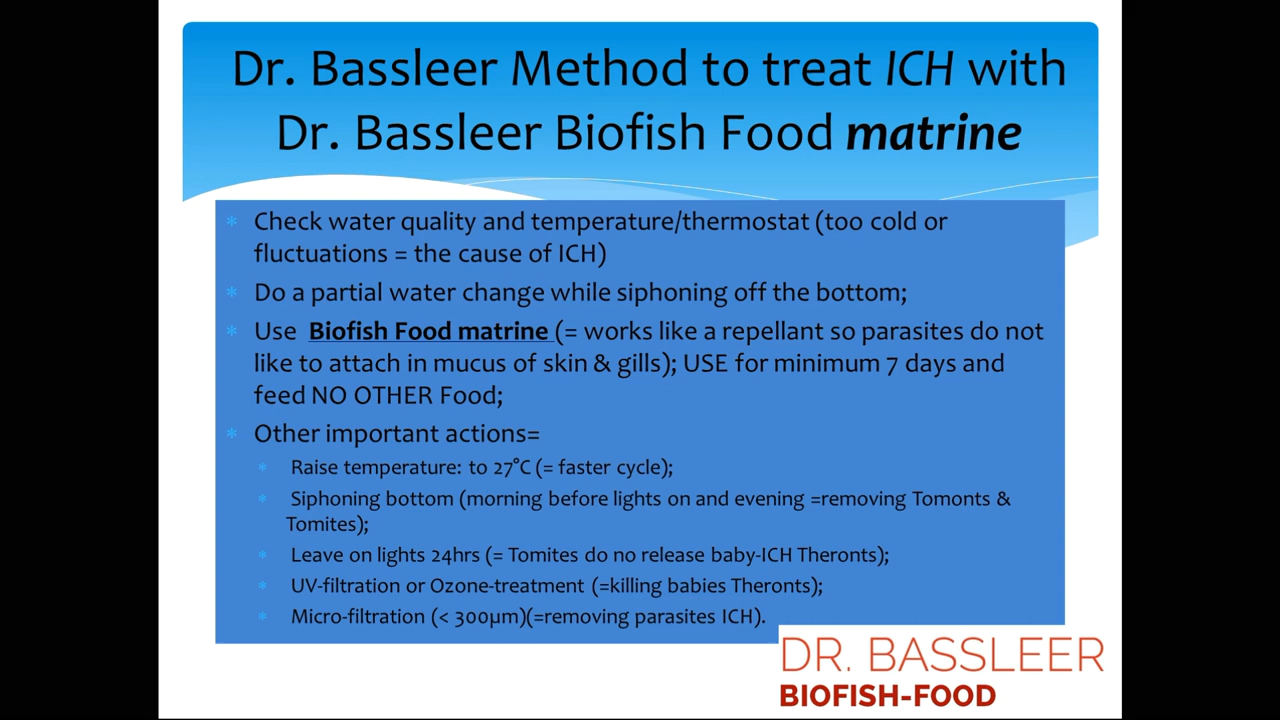 Dr. Bassleer Method to treat ICH with
Dr. Bassleer Biofish Food matrine
* Check water quality and temperature/thermostat (too cold or
fluctuations = the cause of ICH)
* Do a partial water change while siphoning off the bottom;
* Use Biofish Food matrine (= works like a repellant so parasites do not
like to attach in mucus of skin & gills); USE for minimum 7 days and
feed NO OTHER Food;
* Other important actions=
* Raise temperature: to 27°C (= faster cycle);
* Siphoning bottom (morning before lights on and evening =removing Tomonts &
Tomites);
* Leave on lights 24hrs (= Tomites do no release baby-ICH Theronts);
* UV-filtration or Ozone-treatment (=killing babies Theronts);
* Micro-filtration (< 300µm)(=removing parasites ICH).
DR. BASSLEER
BIOFISH-FOOD